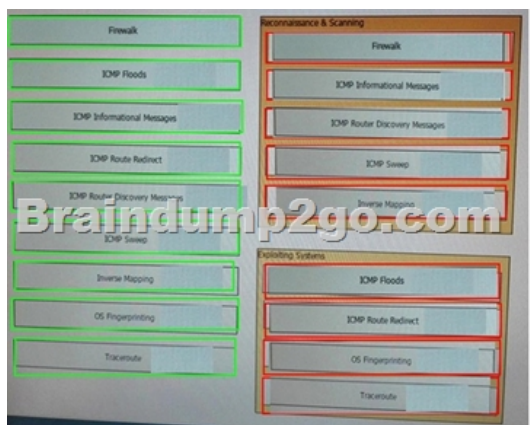 Firewall
ICMP Floods
ICMP Informational Messages
ICMP Route Redirect
ICMP Router Discovery Messages
ICMP Sweep
Inverse Mapping
OS Fingerprinting
Traceroute
Reconnaissance & Scanning
Firewalk
ICMP Informational Messages
ICMP Router Discovery Messages
ICMP Sweep
Inverse Mapping
Braindump2go.com
Exploiting Systems
ICMP Floods
ICMP Route Redirect
OS Fingerprinting
Traceroute